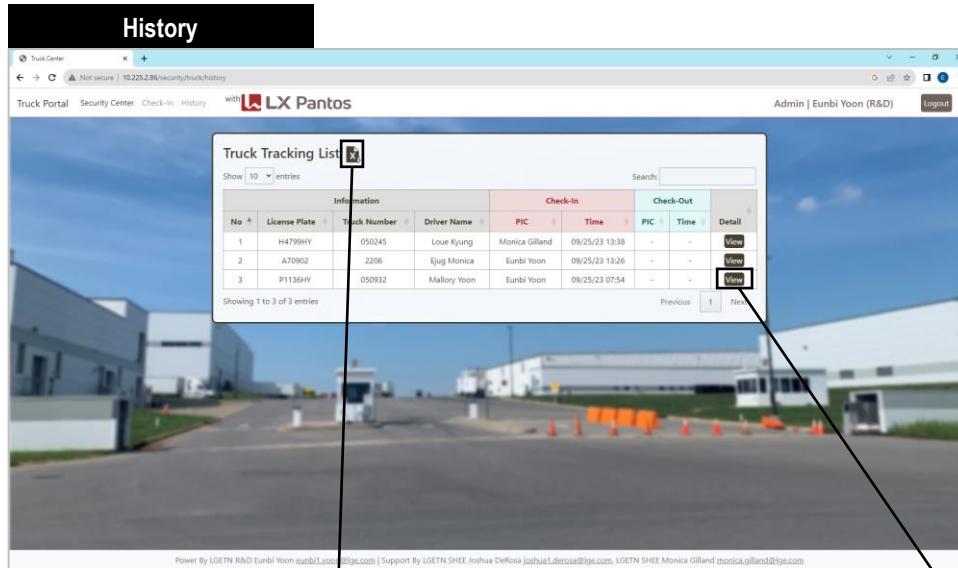 History
Truck Center
Not secure | 10.225.2.86/security/truck/history
Truck Portal Security Center Check-In History with LX Pantos Admin | Eunbi Yoon (R&D) Logout
Truck Tracking List
Show 10 entries Search:
Information Check-In Check-Out
No License Plate Truck Number Driver Name PIC Time PIC Time Detail
1 H4799HY 050245 Loue Kyung Monica Gilland 09/25/23 13:38 - - View
2 A70902 2206 Ejug Monica Eunbi Yoon 09/25/23 13:26 - - View
3 P1136HY 050932 Mallory Yoon Eunbi Yoon 09/25/23 07:54 - - View
Showing 1 to 3 of 3 entries Previous 1 Next
Power By LGETN R&D Eunbi Yoon eunbi1.yoon@lge.com | Support By LGETN SHEE Joshua DeRosa joshua1.derosa@lge.com, LGETN SHEE Monica Gilland monica.gilland@lge.com